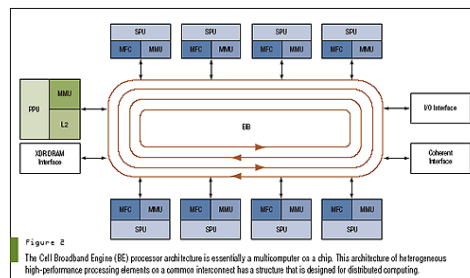 SPU SPU SPU SPU
MFC MMU MFC MMU MFC MMU MFC MMU
PPU MMU
L2
EIB
I/O Interface
XDR DRAM
Interface
Coherent
Interface
MFC MMU MFC MMU MFC MMU MFC MMU
SPU SPU SPU SPU
Figure 2
The Cell Broadband Engine (BE) processor architecture is essentially a multicomputer on a chip. This architecture of heterogeneous
high-performance processing elements on a common interconnect has a structure that is designed for distributed computing.